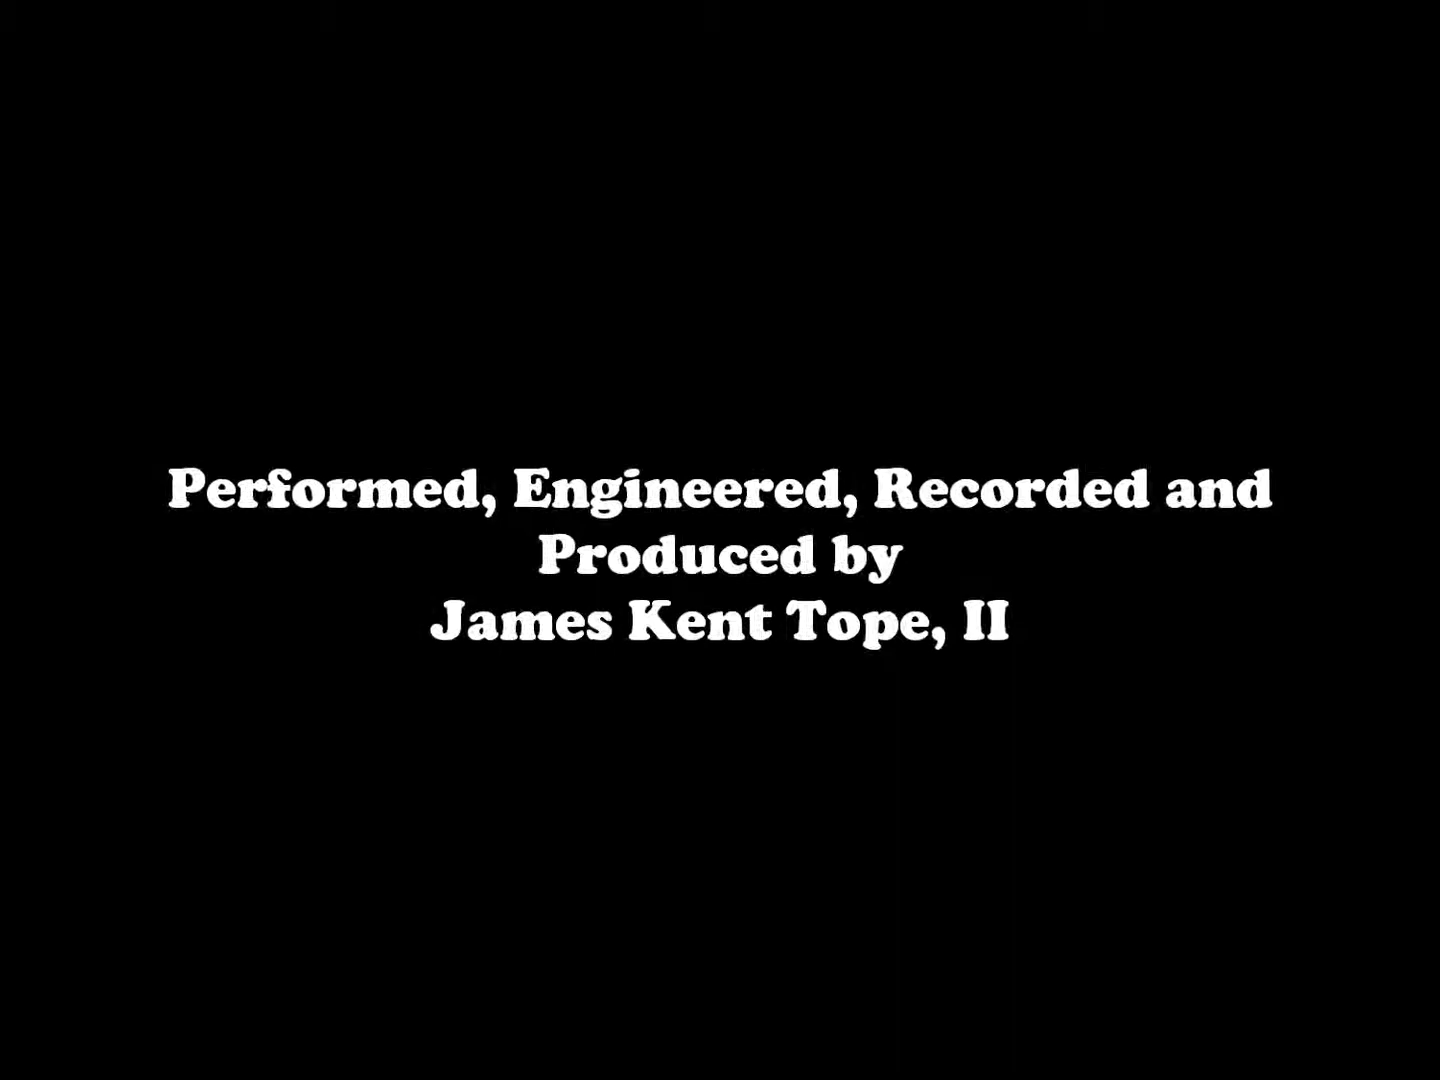 Performed, Engineered, Recorded and
Produced by
James Kent Tope, II